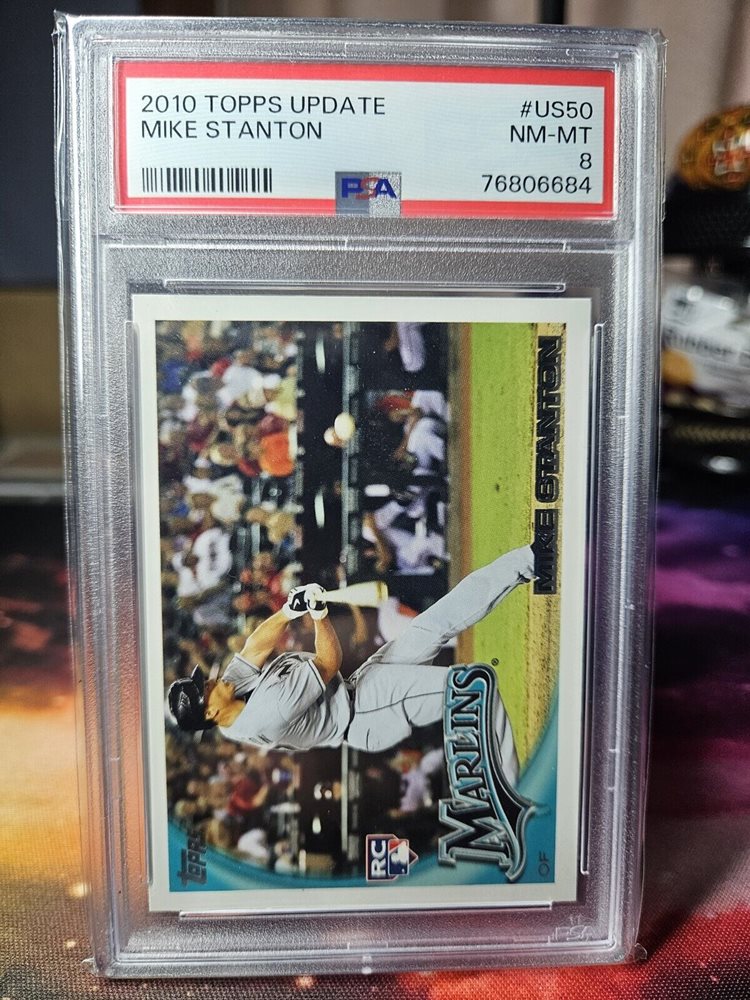 2010 TOPPS UPDATE
#US50
MIKE STANTON
NM-MT
8
PSA
76806684
MIKE STANTON
MARLINS
®
OF
RC
TOPPS